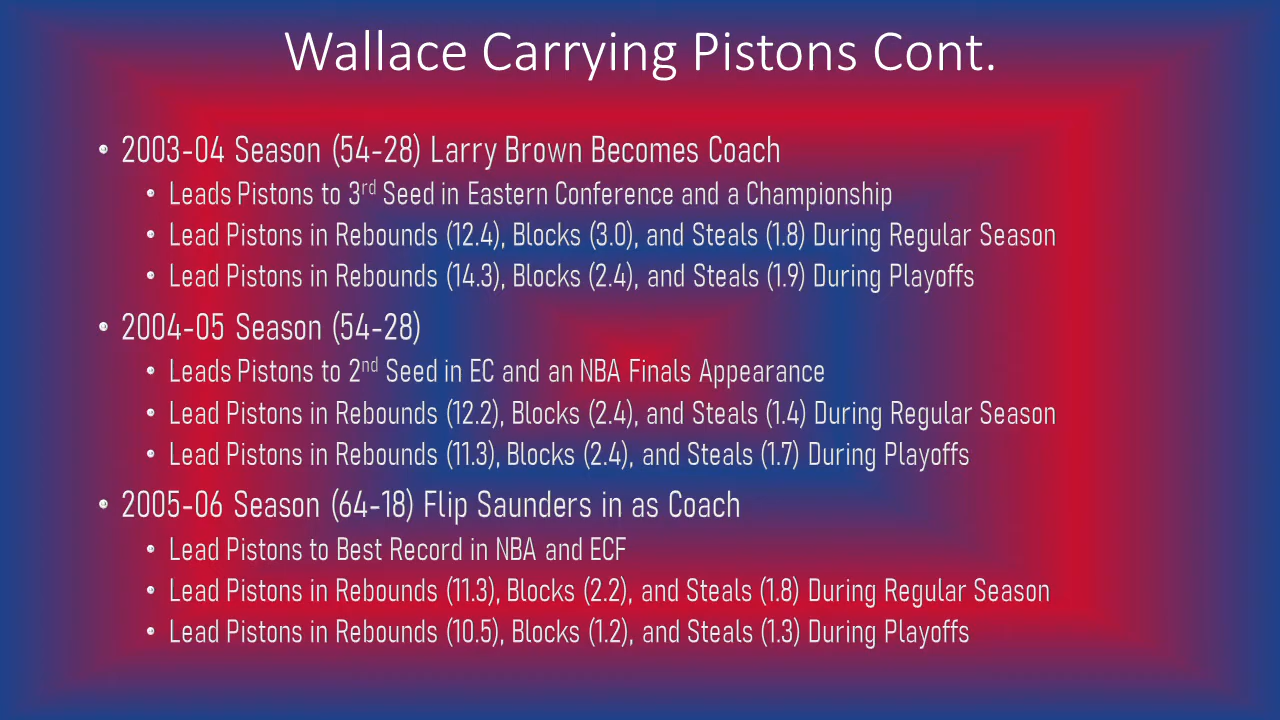 Wallace Carrying Pistons Cont.
• 2003-04 Season (54-28) Larry Brown Becomes Coach
• Leads Pistons to 3rd Seed in Eastern Conference and a Championship
• Lead Pistons in Rebounds (12.4), Blocks (3.0), and Steals (1.8) During Regular Season
• Lead Pistons in Rebounds (14.3), Blocks (2.4), and Steals (1.9) During Playoffs
• 2004-05 Season (54-28)
• Leads Pistons to 2nd Seed in EC and an NBA Finals Appearance
• Lead Pistons in Rebounds (12.2), Blocks (2.4), and Steals (1.4) During Regular Season
• Lead Pistons in Rebounds (11.3), Blocks (2.4), and Steals (1.7) During Playoffs
• 2005-06 Season (64-18) Flip Saunders in as Coach
• Lead Pistons to Best Record in NBA and ECF
• Lead Pistons in Rebounds (11.3), Blocks (2.2), and Steals (1.8) During Regular Season
• Lead Pistons in Rebounds (10.5), Blocks (1.2), and Steals (1.3) During Playoffs